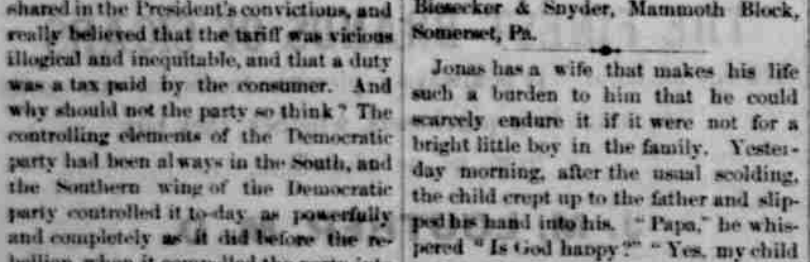 shared in the President's convictions, and
really believed that the tariff was vicious
illogical and inequitable, and that a duty
was a tax paid by the consumer. And
why should not the party so think? The
controlling elements of the Democratic
party had been always in the South, and
the Southern wing of the Democratic
party controlled it to-day as powerfully
and completely as it did before the re-
bellion, when it controlled the party
Biesecker & Snyder, Mammoth Block,
Somerset, Pa.
Jonas has a wife that makes his life
such a burden to him that he could
scarcely endure it if it were not for a
bright little boy in the family. Yester-
day morning, after the usual scolding,
the child crept up to the father and slip-
ped his hand into his. "Papa," he whis-
pered "Is God happy?" "Yes, my child